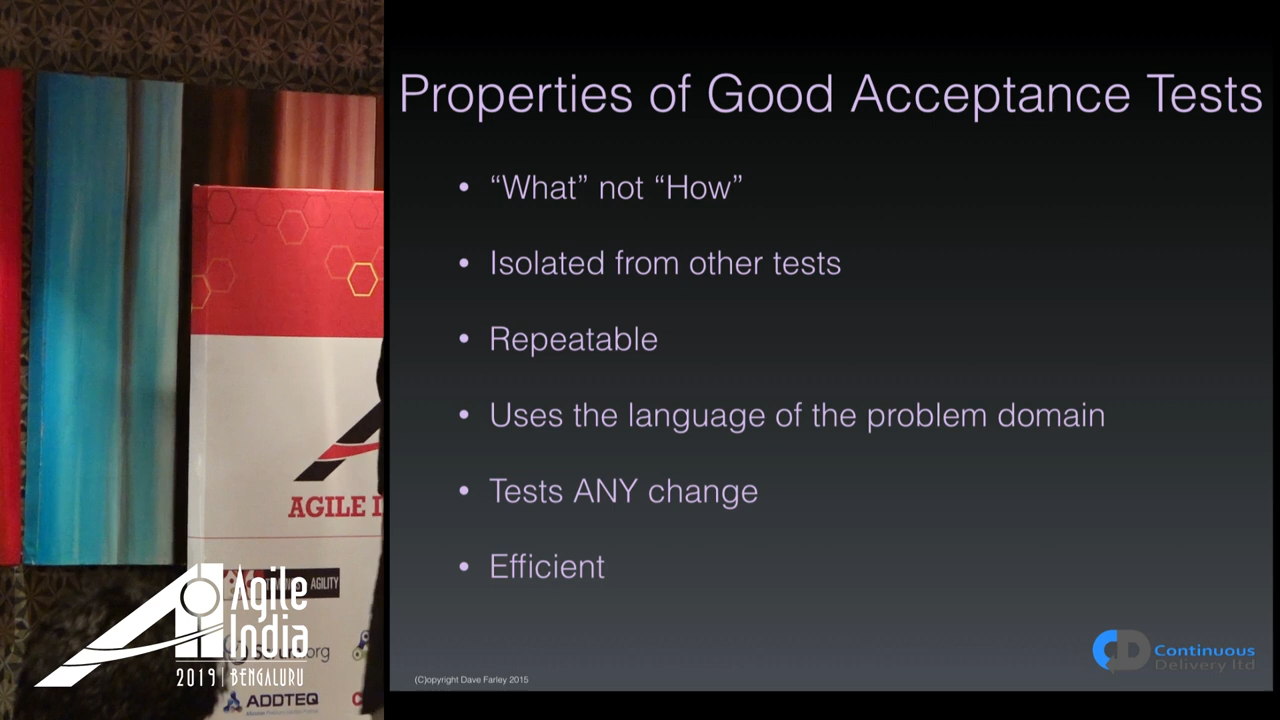 Properties of Good Acceptance Tests
• “What” not “How”
• Isolated from other tests
• Repeatable
• Uses the language of the problem domain
• Tests ANY change
• Efficient
(C)opyright Dave Farley 2015
Continuous
Delivery ltd
AGILE I
AGILITY
Agile
India
2019 | BENGALURU
ADDTEQ